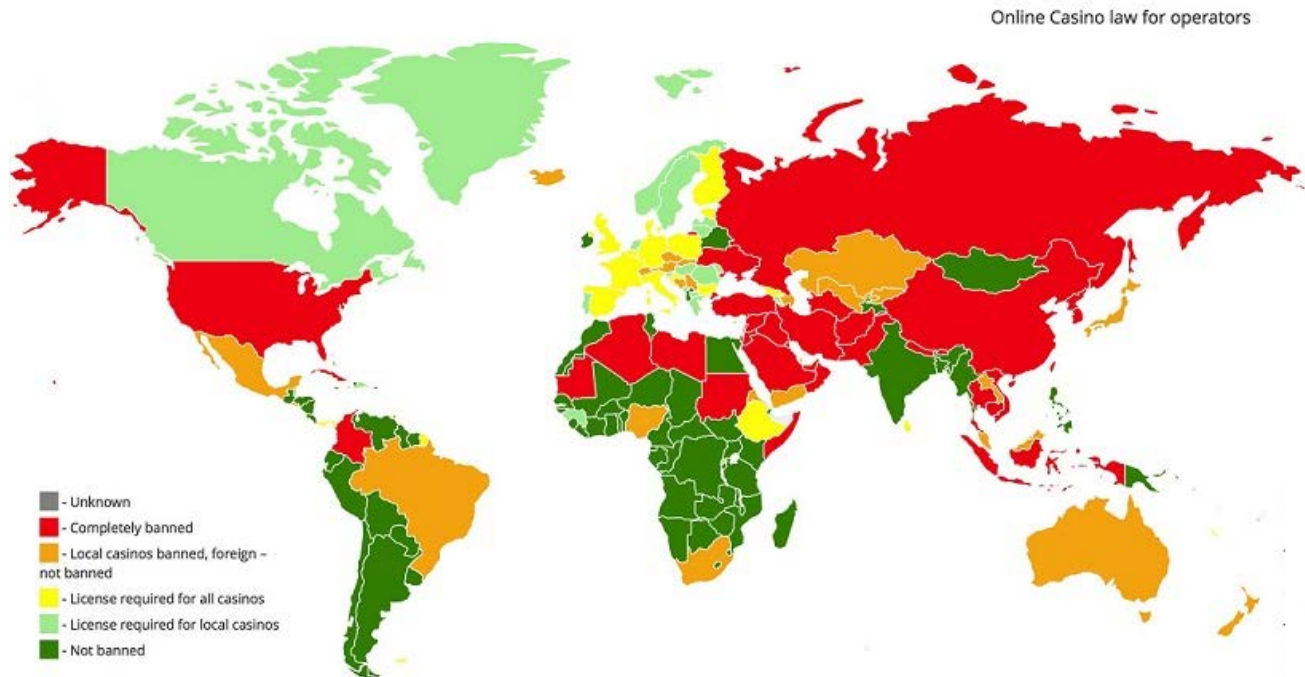 Online Casino law for operators
- Unknown
- Completely banned
- Local casinos banned, foreign –
not banned
- License required for all casinos
- License required for local casinos
- Not banned